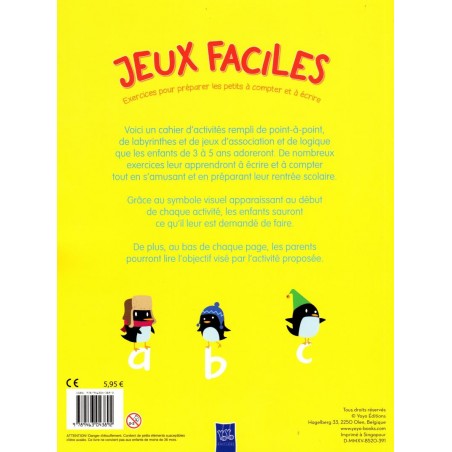 JEUX FACILES
Exercices pour préparer les petits à compter et à écrire
Voici un cahier d'activités rempli de point-à-point,
de labyrinthes et de jeux d'association et de logique
que les enfants de 3 à 5 ans adoreront. De nombreux
exercices leur apprendront à écrire et à compter
tout en s'amusant et en préparant leur rentrée scolaire.
Grâce au symbole visuel apparaissant au début
de chaque activité, les enfants sauront
ce qu'il leur est demandé de faire.
De plus, au bas de chaque page, les parents
pourront lire l'objectif visé par l'activité proposée.
a b c
CE
5,95 €
Tous droits réservés
© Yoyo Éditions
Hagelberg 33, 2250 Olen, Belgique
www.yoyo-books.com
Imprimé à Singapour